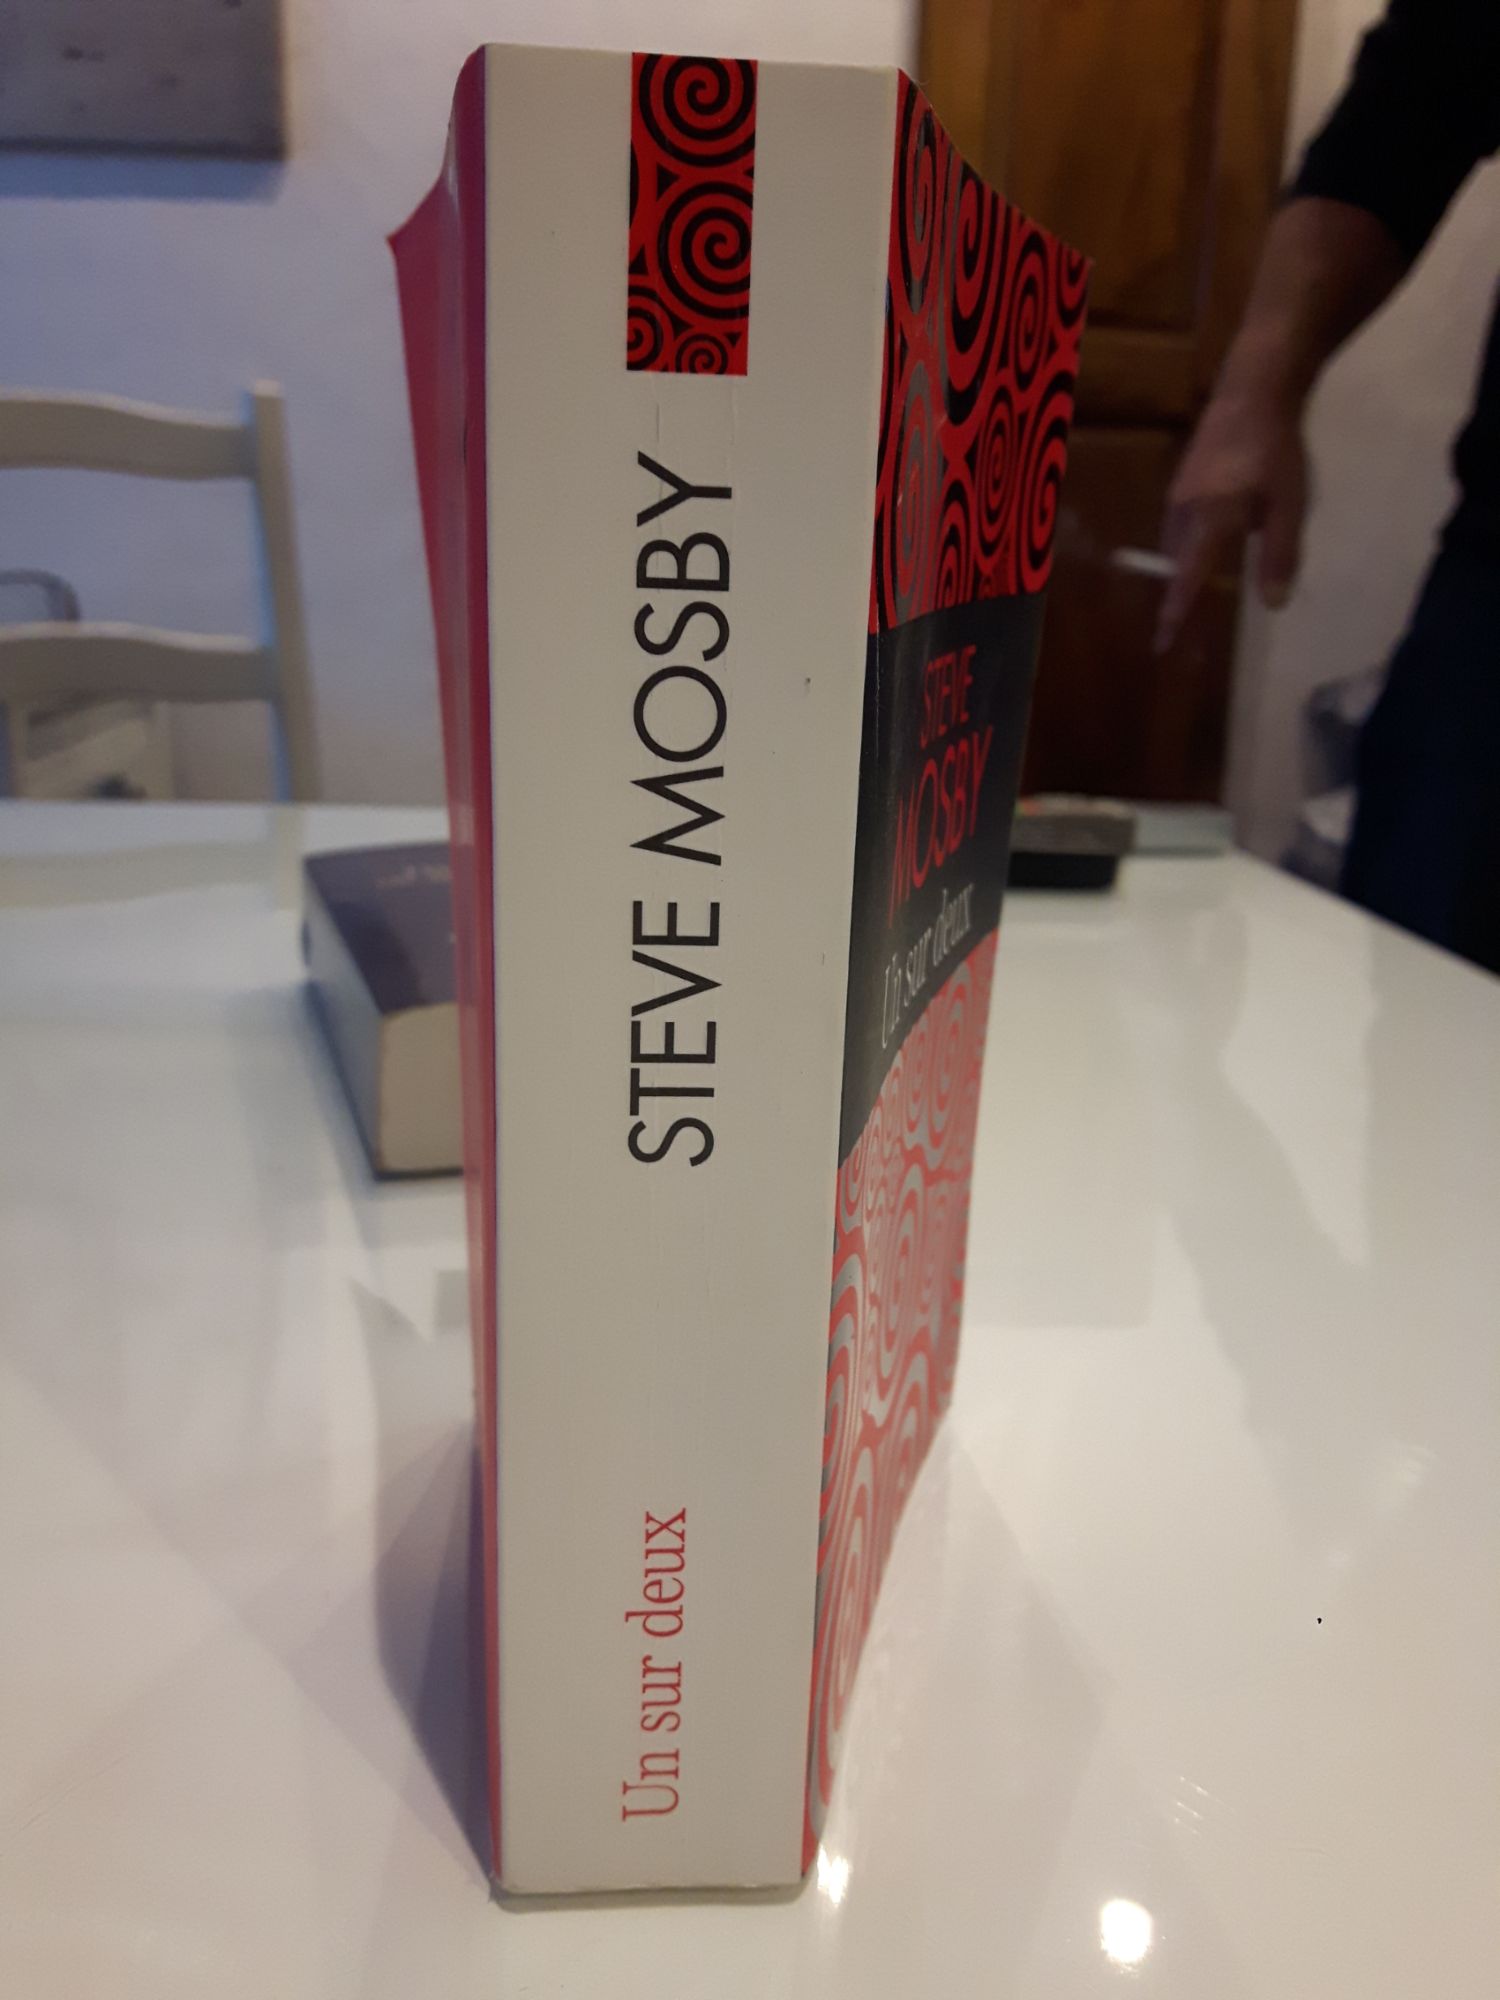 STEVE MOSBY
Un sur deux
STEVE
MOSBY
Un sur deux